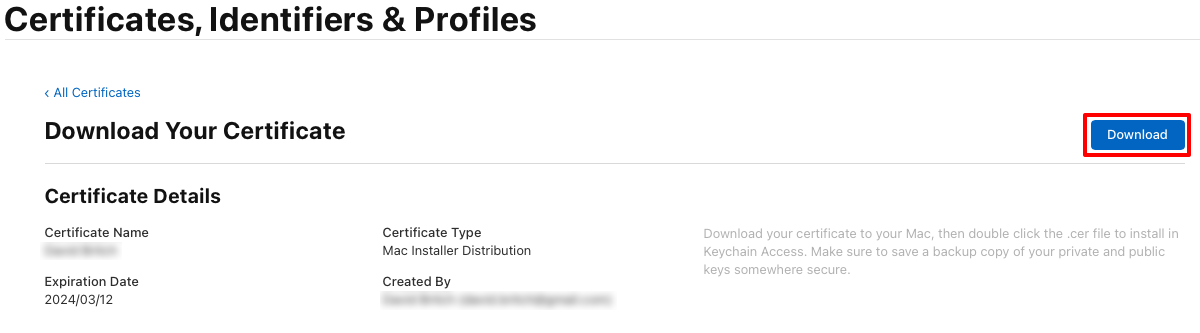 Certificates, Identifiers & Profiles
‹ All Certificates
Download Your Certificate
Download
Certificate Details
Certificate Name
Certificate Type
Mac Installer Distribution
Download your certificate to your Mac, then double click the .cer file to install in
Keychain Access. Make sure to save a backup copy of your private and public
keys somewhere secure.
Expiration Date
2024/03/12
Created By